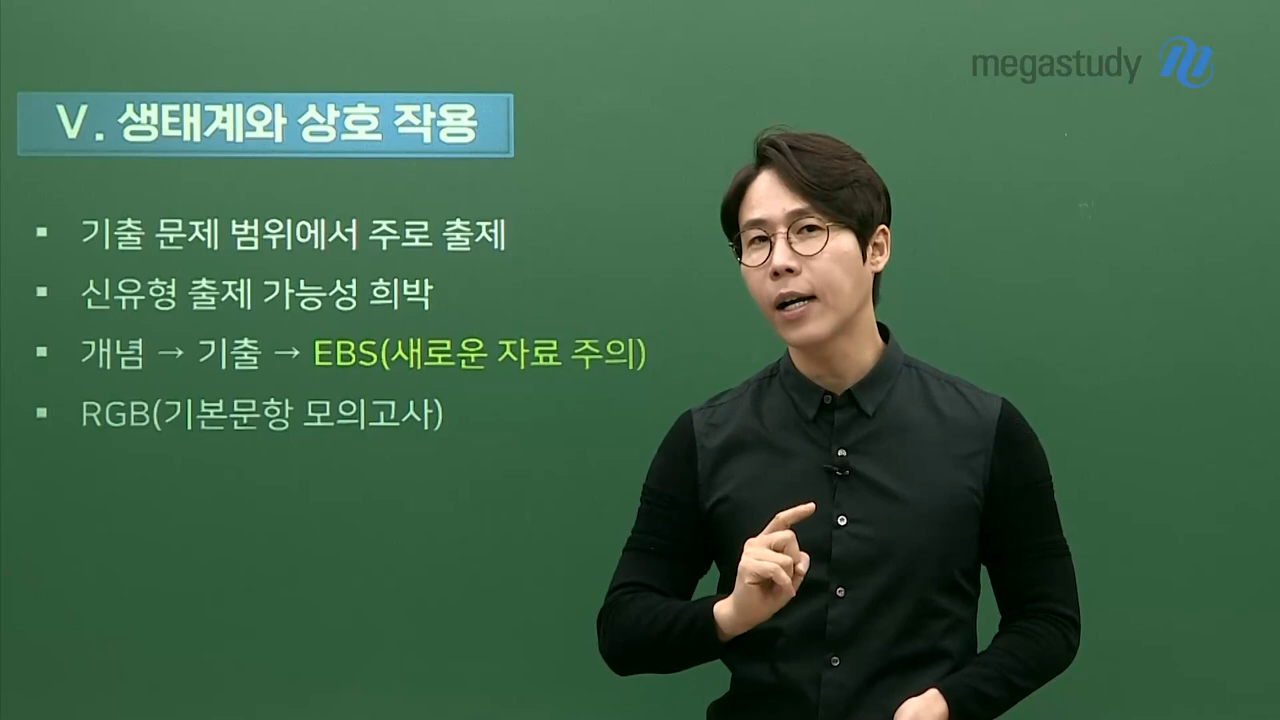 megastudy
Ⅴ. 생태계와 상호 작용
기출 문제 범위에서 주로 출제
신유형 출제 가능성 희박
개념 → 기출 → EBS(새로운 자료 주의)
RGB(기본문항 모의고사)